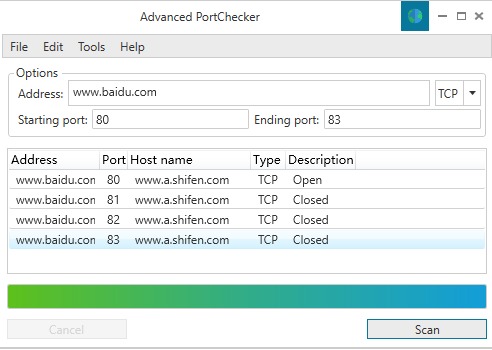 Advanced PortChecker
File Edit Tools Help
Options
Address: www.baidu.com TCP
Starting port: 80 Ending port: 83
Address Port Host name Type Description
www.baidu.con 80 www.a.shifen.com TCP Open
www.baidu.con 81 www.a.shifen.com TCP Closed
www.baidu.con 82 www.a.shifen.com TCP Closed
www.baidu.con 83 www.a.shifen.com TCP Closed
Cancel Scan